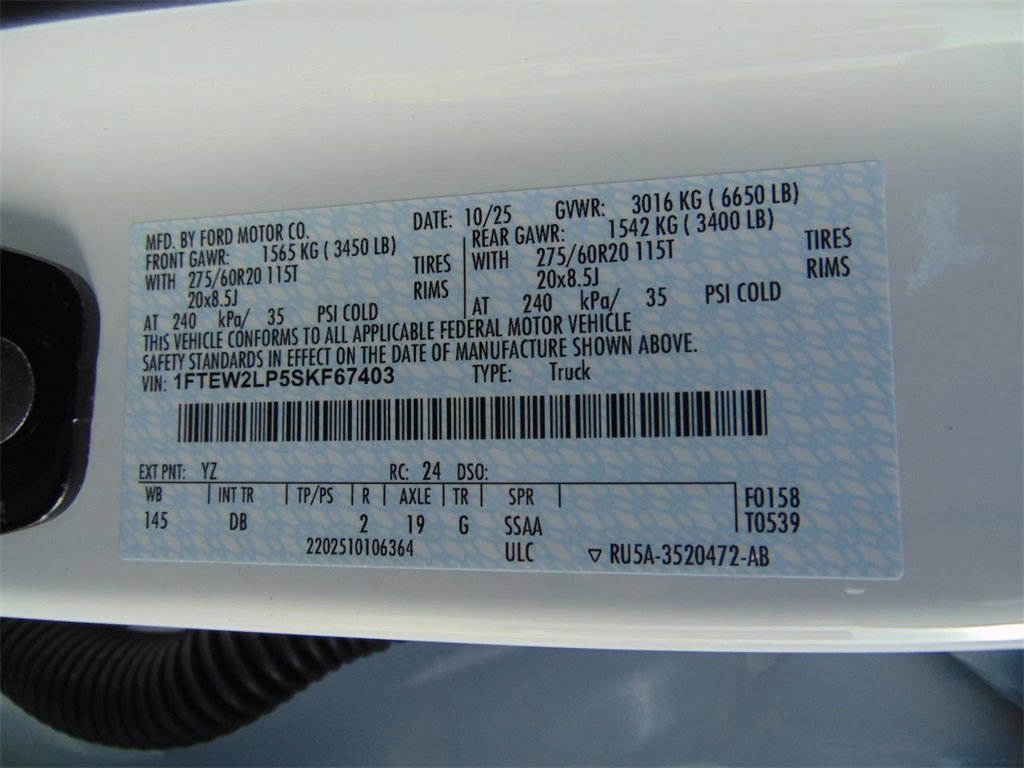 DATE: 10/25 GVWR: 3016 KG ( 6650 LB)
MFD. BY FORD MOTOR CO.
FRONT GAWR: 1565 KG ( 3450 LB) REAR GAWR: 1542 KG ( 3400 LB)
WITH 275/60R20 115T TIRES WITH 275/60R20 115T TIRES
20x8.5J RIMS 20x8.5J RIMS
AT 240 kPa/ 35 PSI COLD AT 240 kPa/ 35 PSI COLD
THIS VEHICLE CONFORMS TO ALL APPLICABLE FEDERAL MOTOR VEHICLE
SAFETY STANDARDS IN EFFECT ON THE DATE OF MANUFACTURE SHOWN ABOVE.
VIN: 1FTEW2LP5SKF67403 TYPE: Truck
EXT PNT: YZ RC: 24 DSO:
WB INT TR TP/PS R AXLE TR SPR F0158
145 DB 2 19 G SSAA T0539
2202510106364 ULC ▽ RU5A-3520472-AB